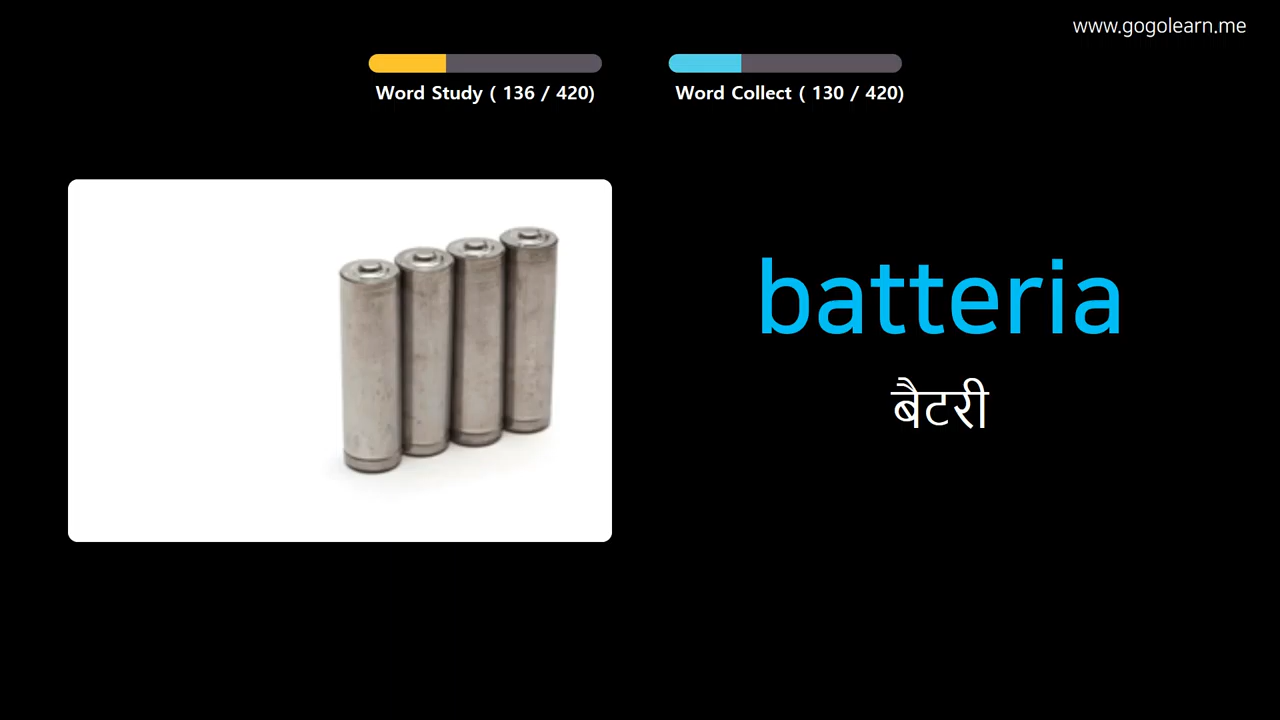 www.gogolearn.me
Word Study ( 136 / 420)
Word Collect ( 130 / 420)
batteria
बैटरी